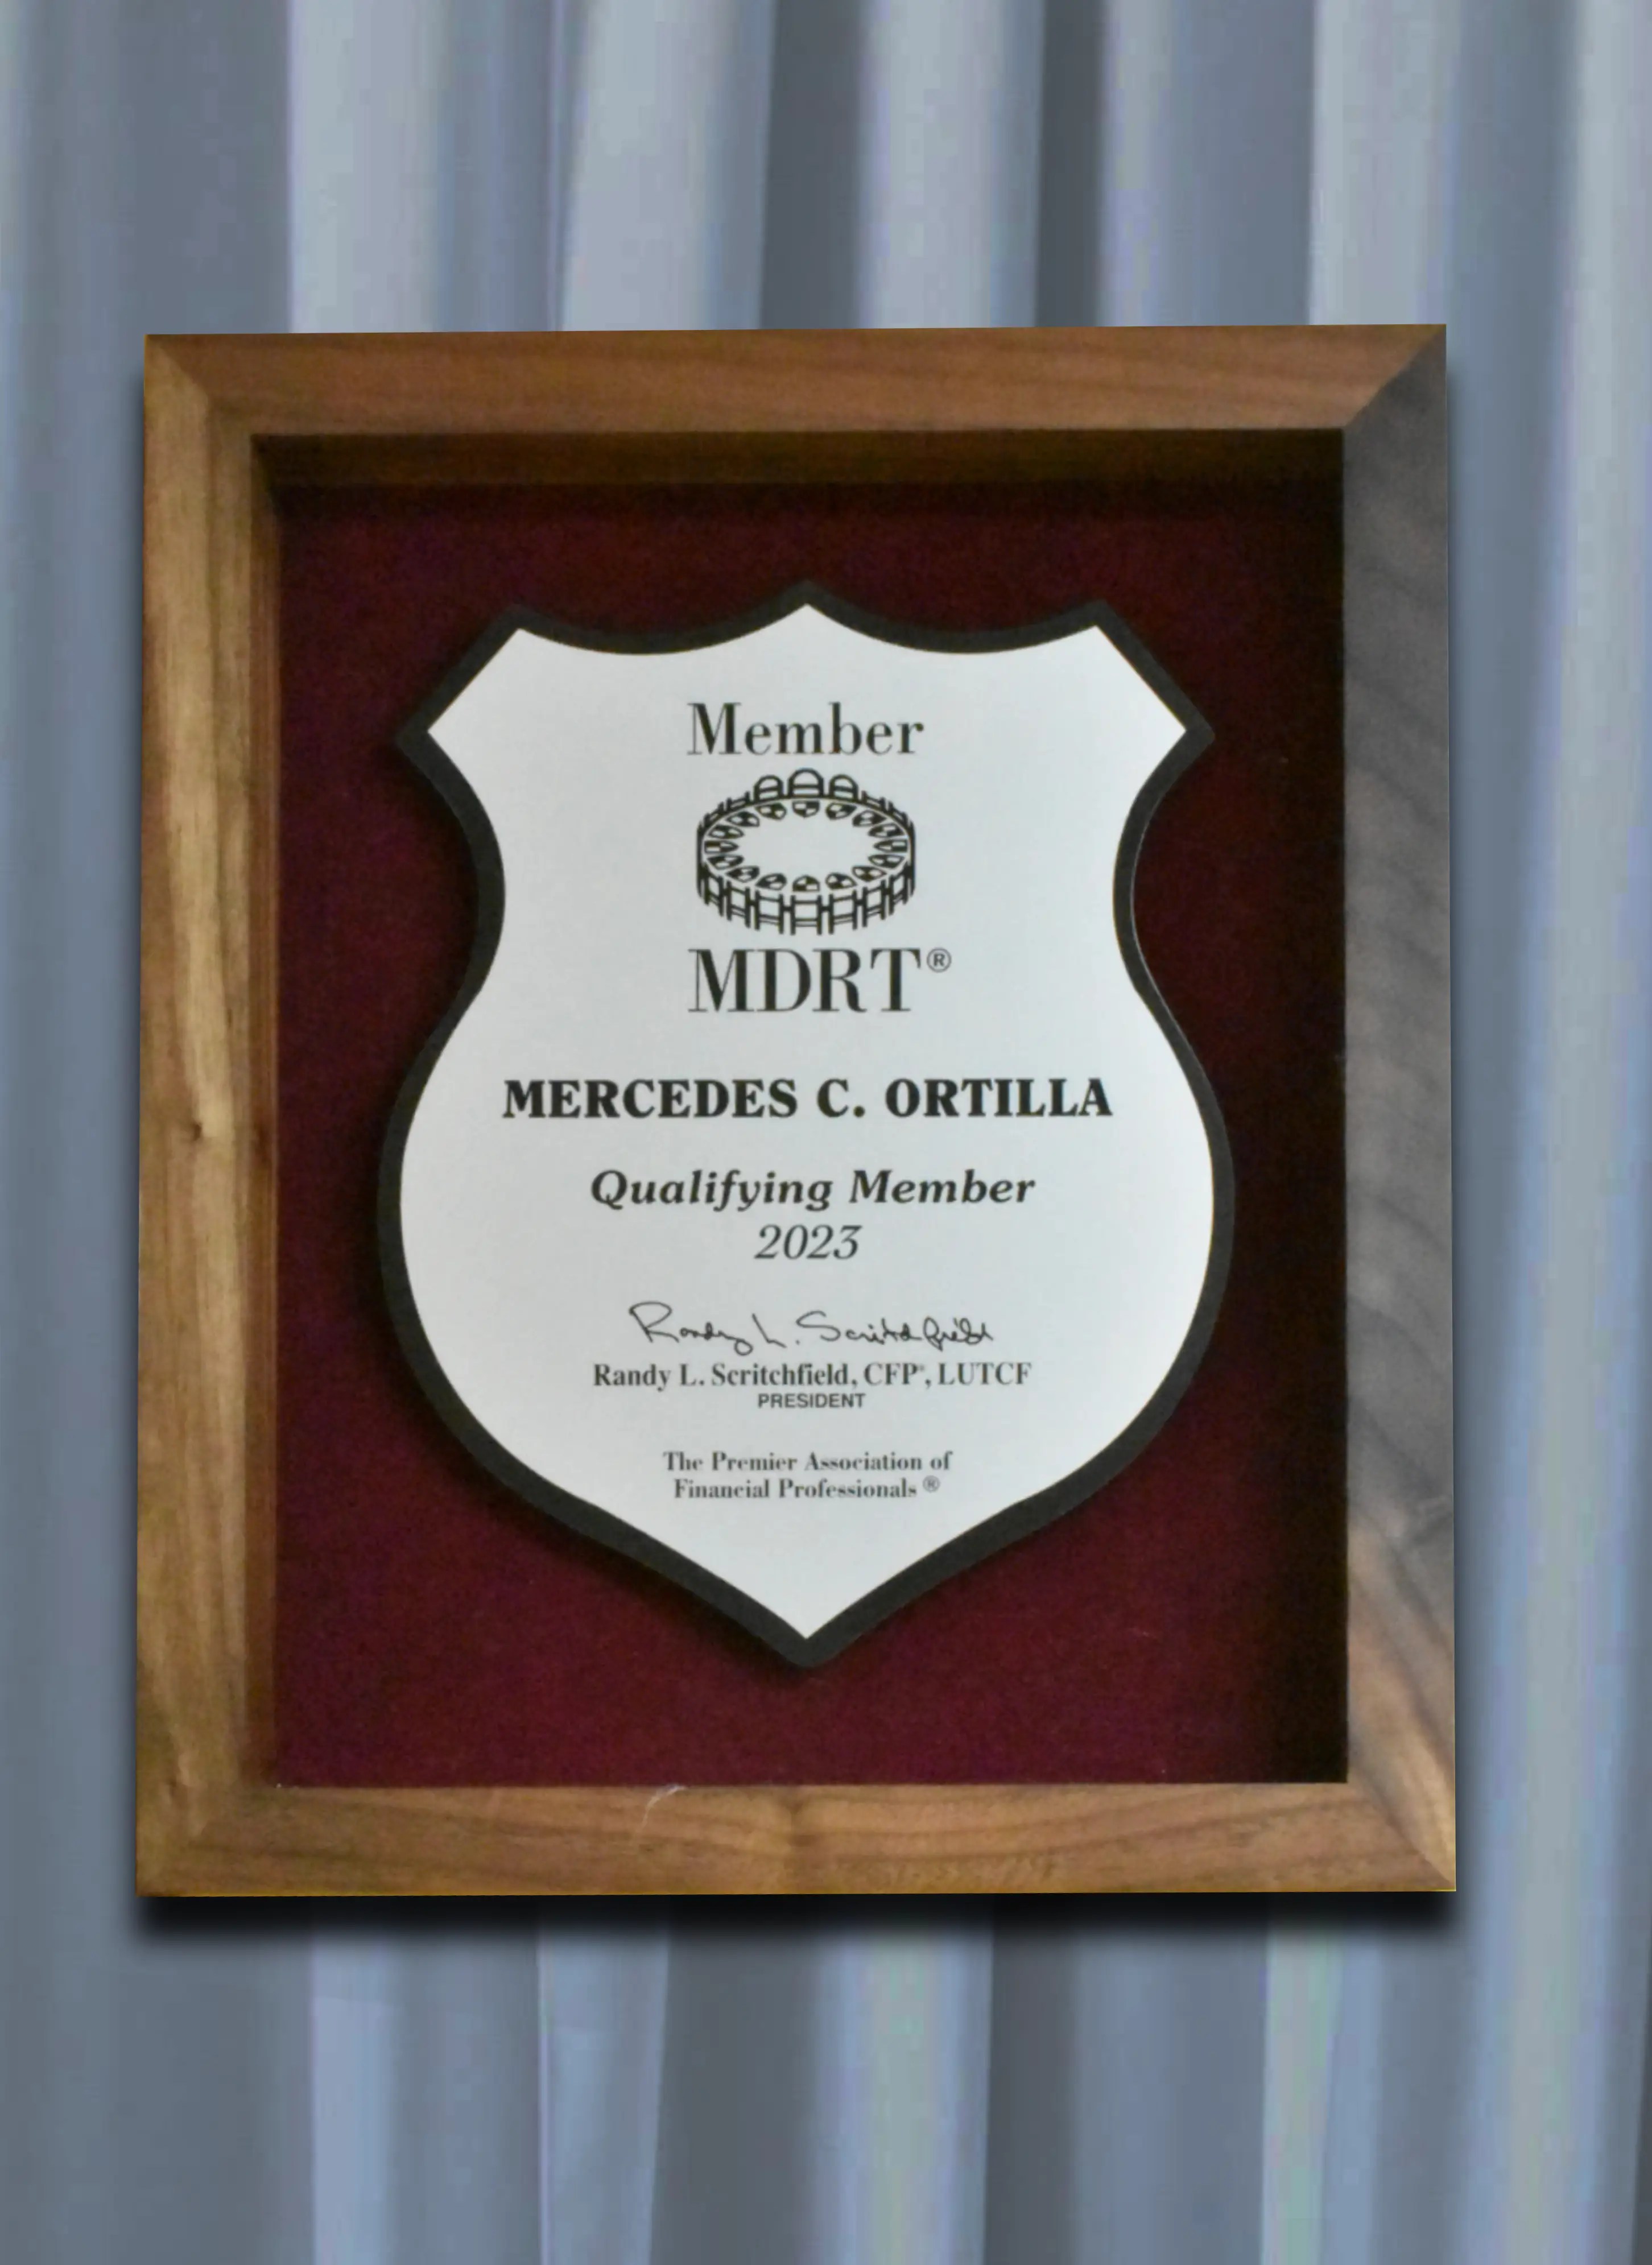 Member
MDRT®
MERCEDES C. ORTILLA
Qualifying Member
2023
Randy L. Scritchfield
Randy L. Scritchfield, CFP®, LUTCF
PRESIDENT
The Premier Association of
Financial Professionals ®